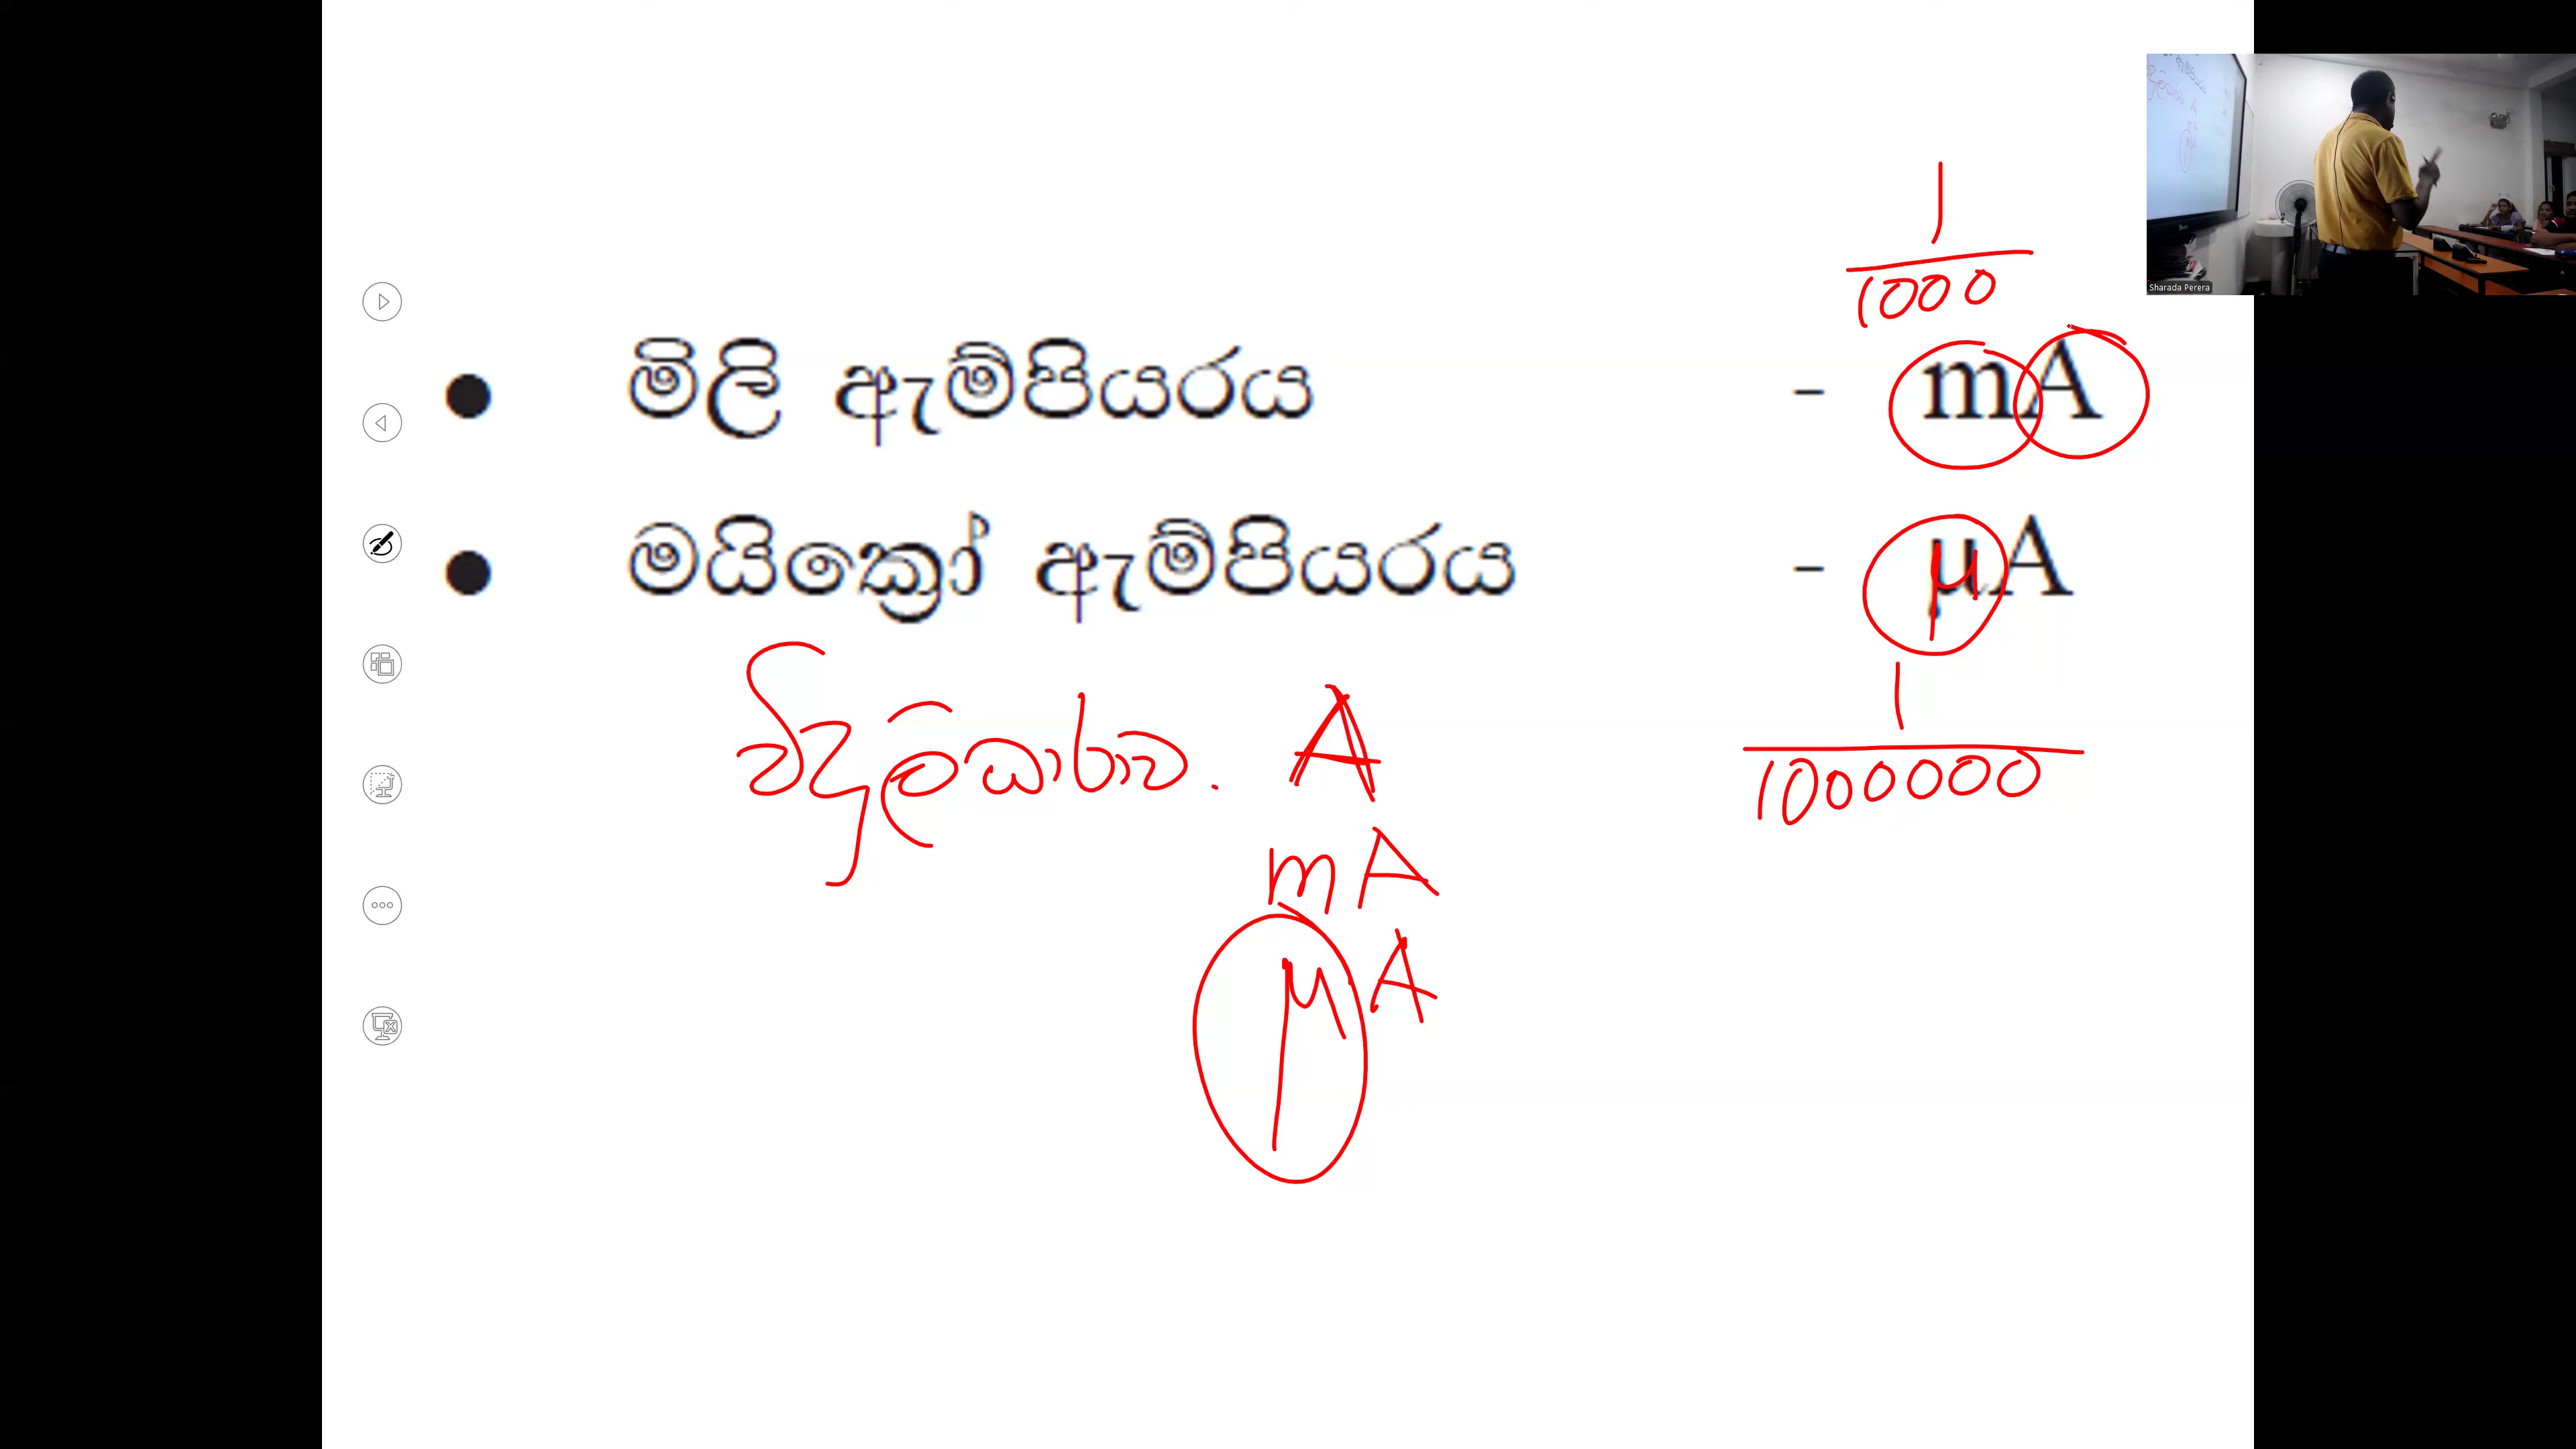 1
1000
● මිලි ඇම්පියරය - mA
● මයික්‍රෝ ඇම්පියරය - μA
1
1000000
විදුලිධාරාව. A
mA
μA
Sharada Perera